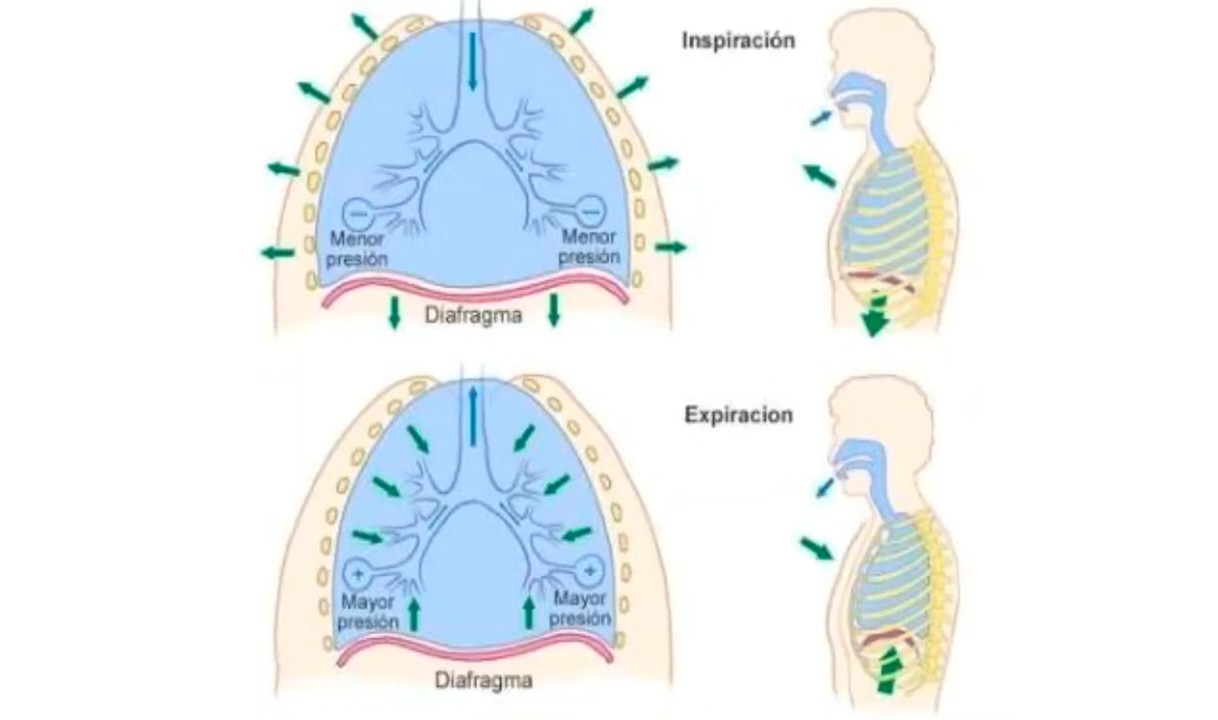 Inspiración
Menor
presión
Menor
presión
Diafragma
Expiracion
Mayor
presión
Mayor
presión
Diafragma